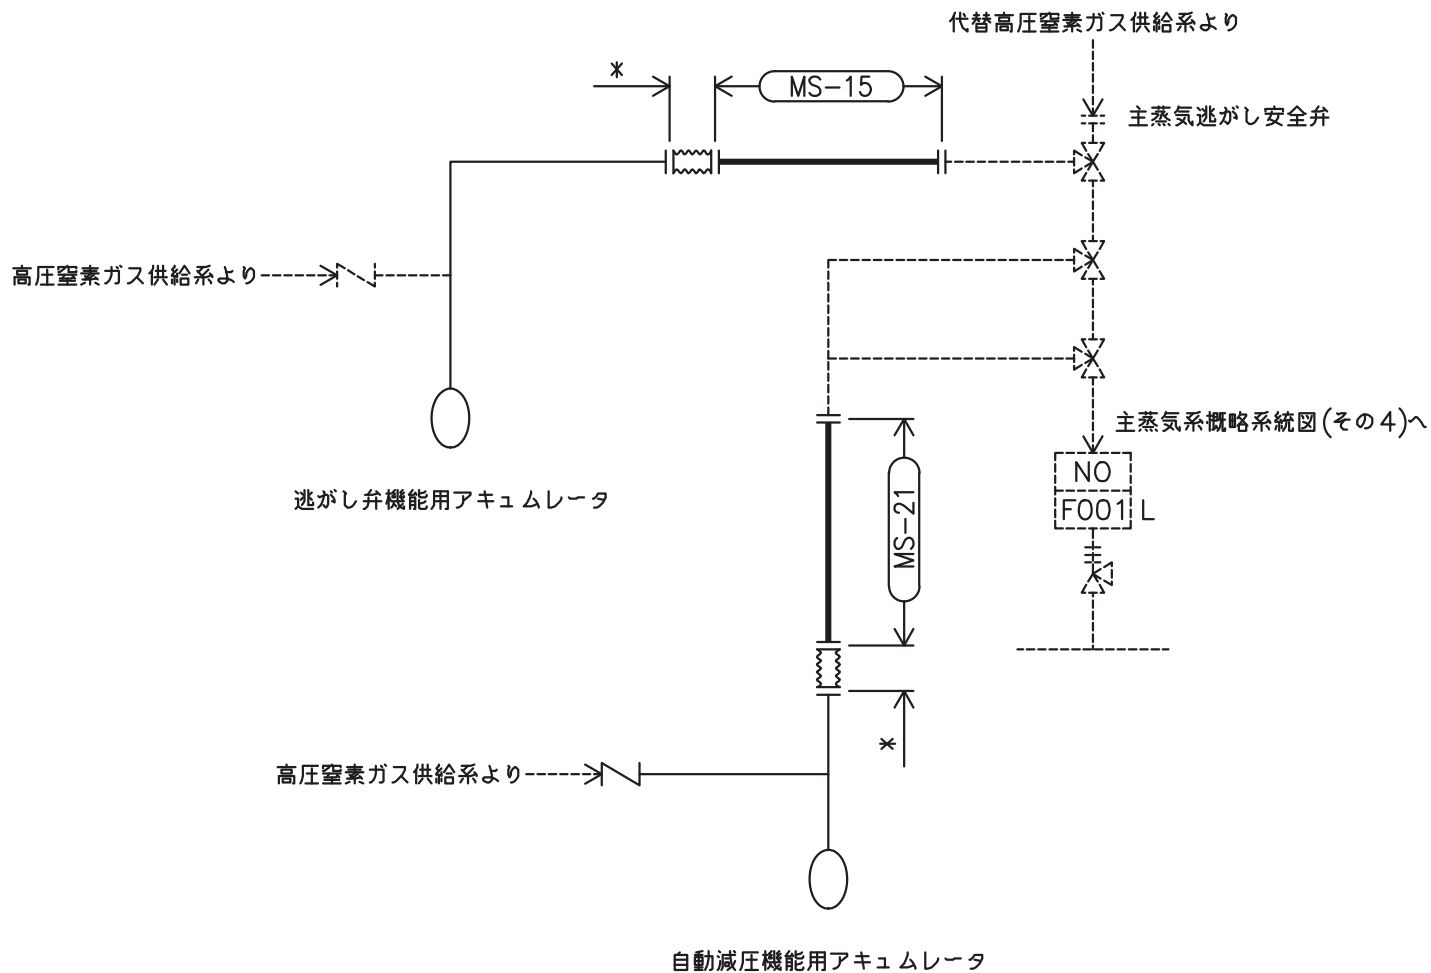 代替高圧窒素ガス供給系より
*
MS-15
主蒸気逃がし安全弁
高圧窒素ガス供給系より
主蒸気系概略系統図(その4)へ
NO
F001 L
逃がし弁機能用アキュムレータ
MS-21
*
高圧窒素ガス供給系より
自動減圧機能用アキュムレータ